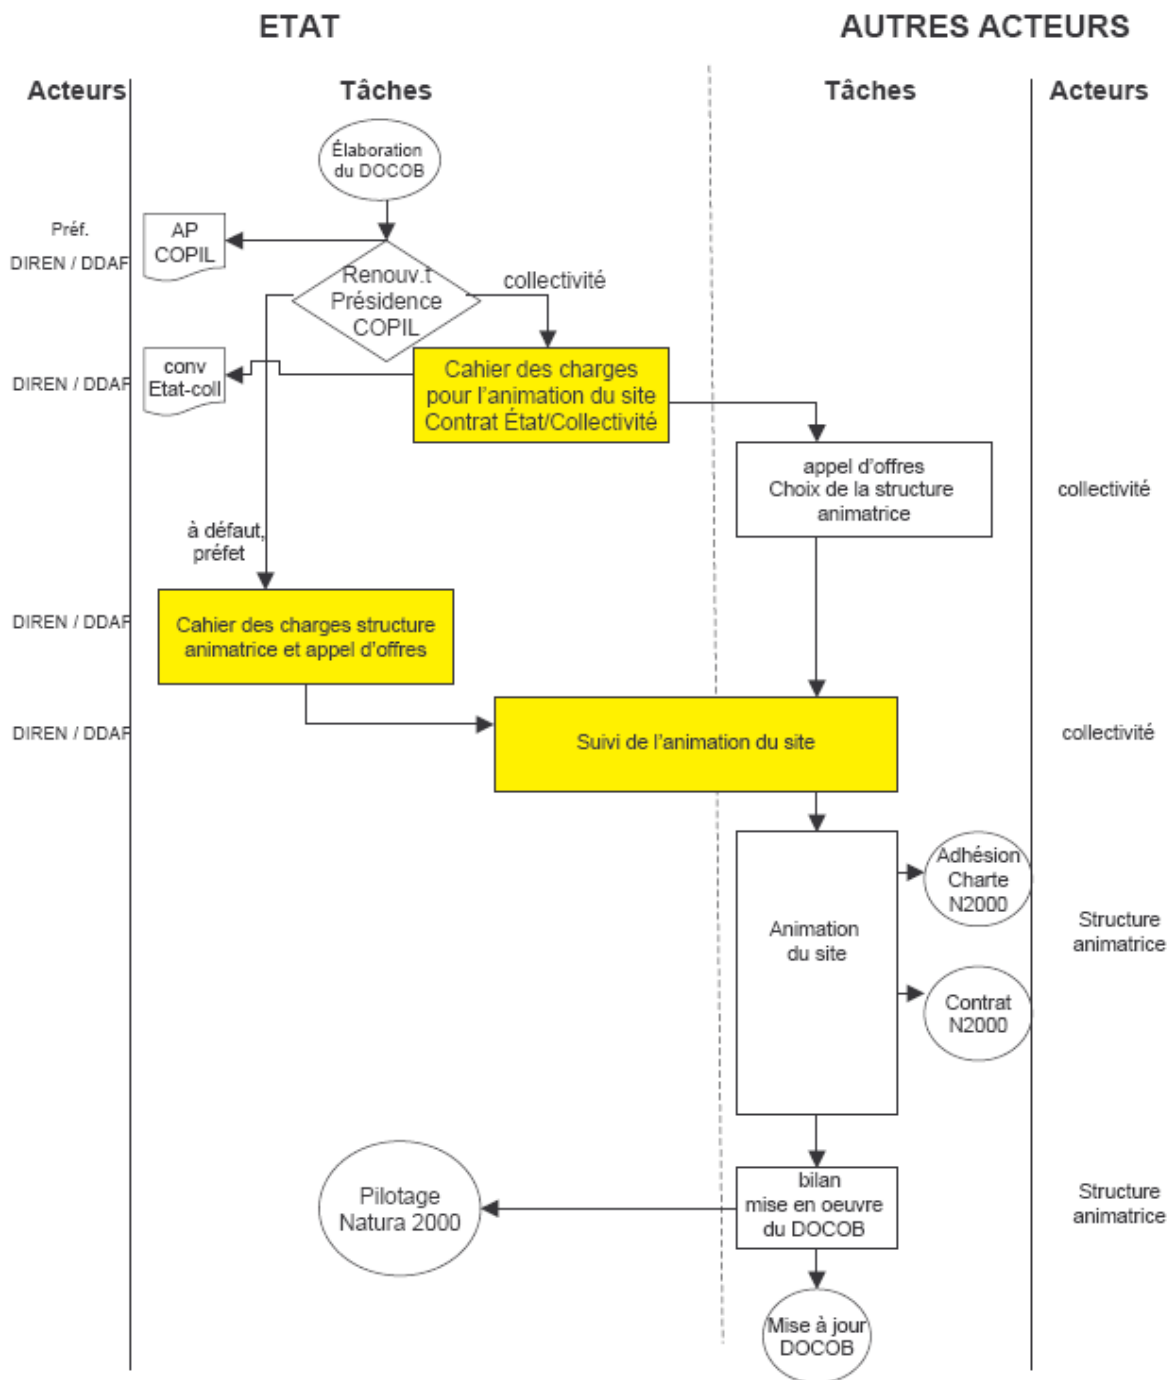 ETAT
AUTRES ACTEURS
Acteurs
Tâches
Tâches
Acteurs
Élaboration
du DOCOB
Préf.
DIREN / DDAF
AP
COPIL
Renouv.t
Présidence
COPIL
collectivité
DIREN / DDAF
conv
Etat-coll
Cahier des charges
pour l'animation du site
Contrat État/Collectivité
appel d'offres
Choix de la structure
animatrice
collectivité
à défaut,
préfet
DIREN / DDAF
Cahier des charges structure
animatrice et appel d'offres
DIREN / DDAF
Suivi de l'animation du site
collectivité
Animation
du site
Adhésion
Charte
N2000
Structure
animatrice
Contrat
N2000
Pilotage
Natura 2000
bilan
mise en oeuvre
du DOCOB
Structure
animatrice
Mise à jour
DOCOB